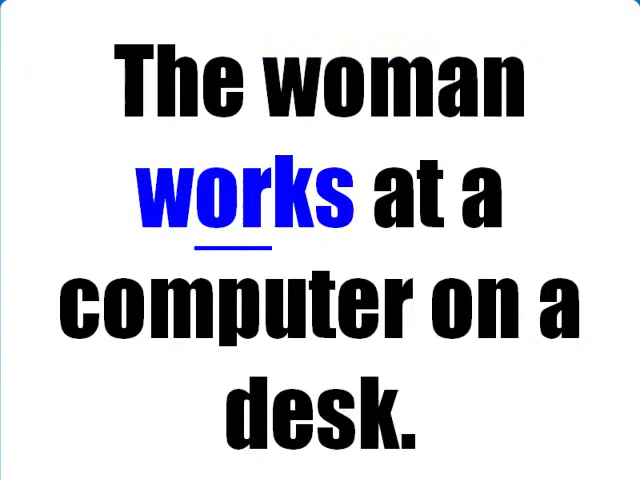 The woman
works at a
computer on a
desk.